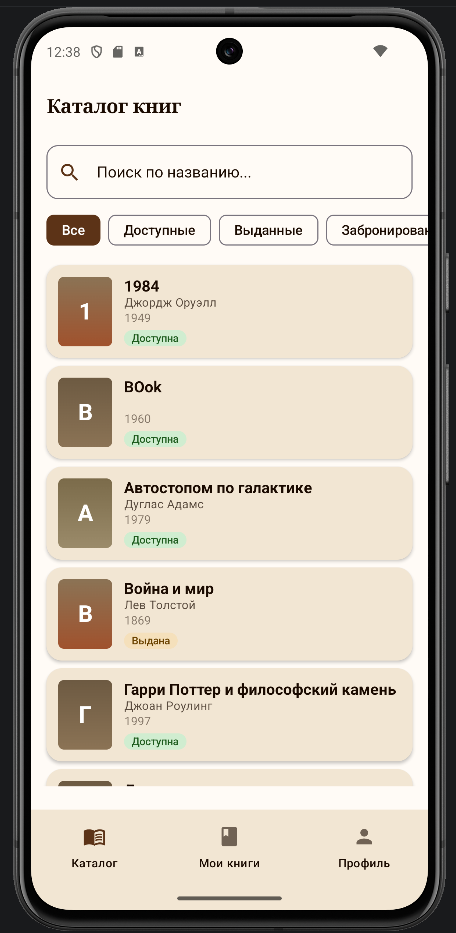 12:38
Каталог книг
Поиск по названию...
Все Доступные Выданные Забронирован
1
1984
Джордж Оруэлл
1949
Доступна
B
BOok
1960
Доступна
А
Автостопом по галактике
Дуглас Адамс
1979
Доступна
В
Война и мир
Лев Толстой
1869
Выдана
Г
Гарри Поттер и философский камень
Джоан Роулинг
1997
Доступна
Каталог Мои книги Профиль